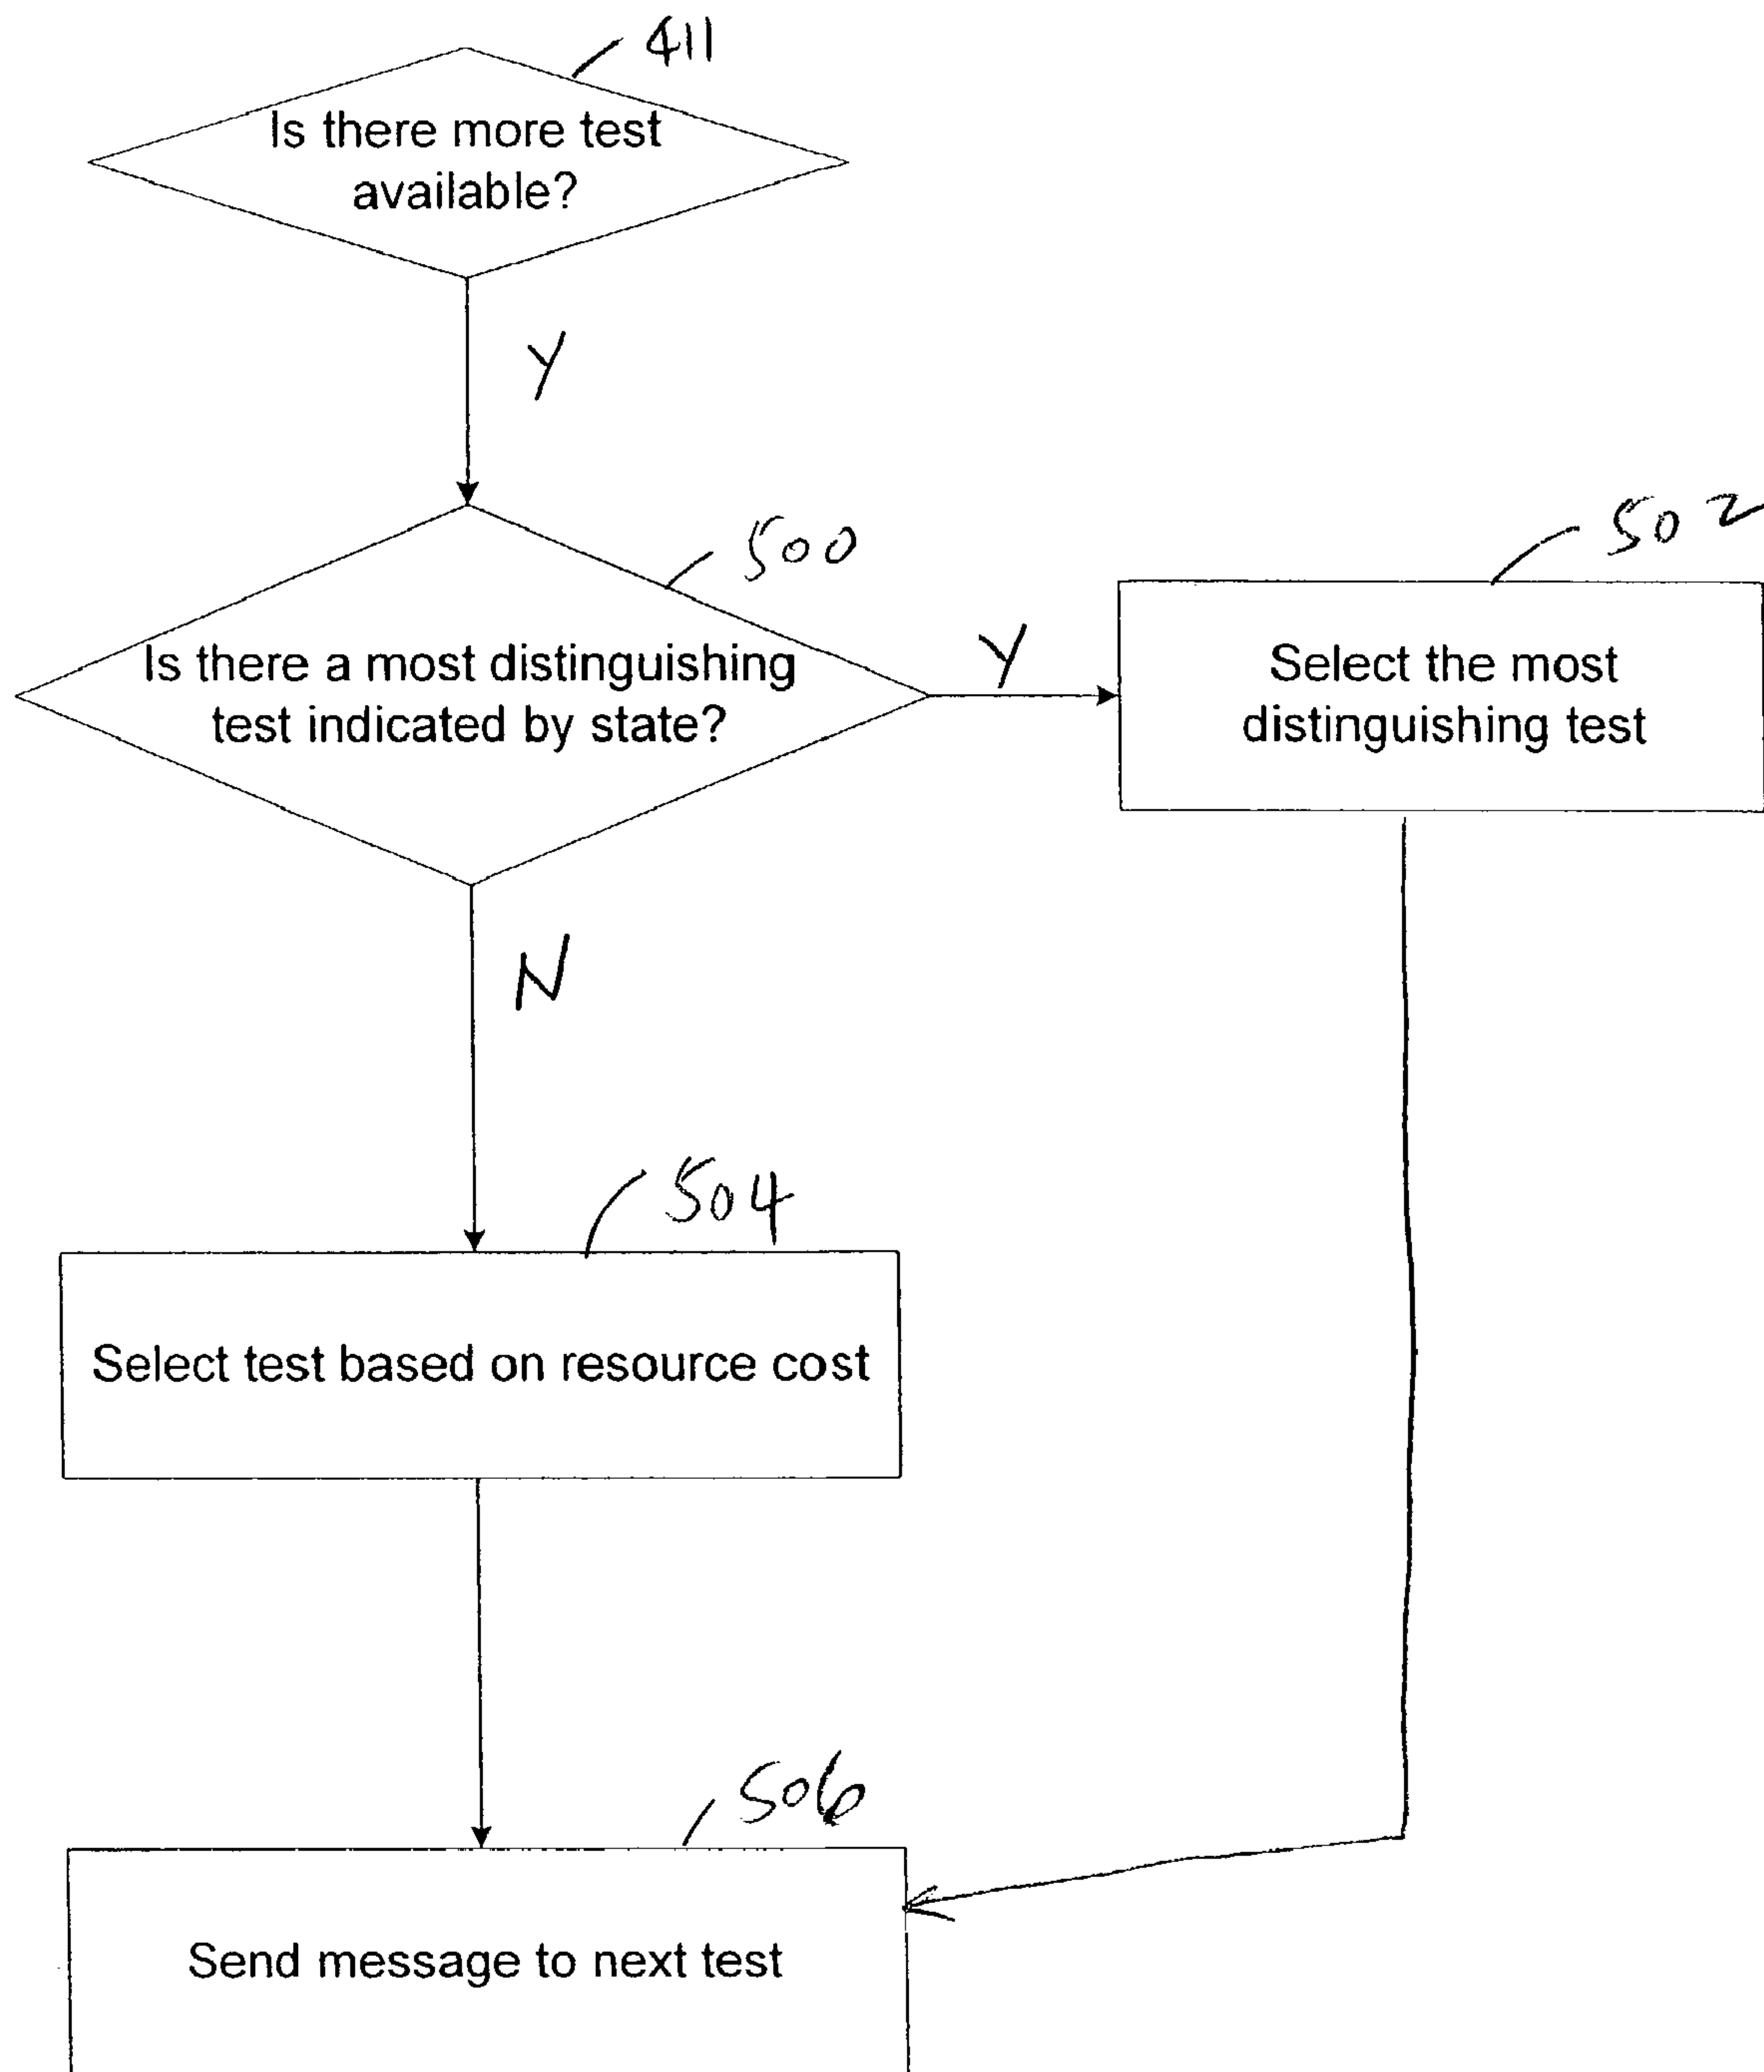 411
Is there more test
available?
Y
500
502
Is there a most distinguishing
test indicated by state?
Y
Select the most
distinguishing test
N
504
Select test based on resource cost
506
Send message to next test